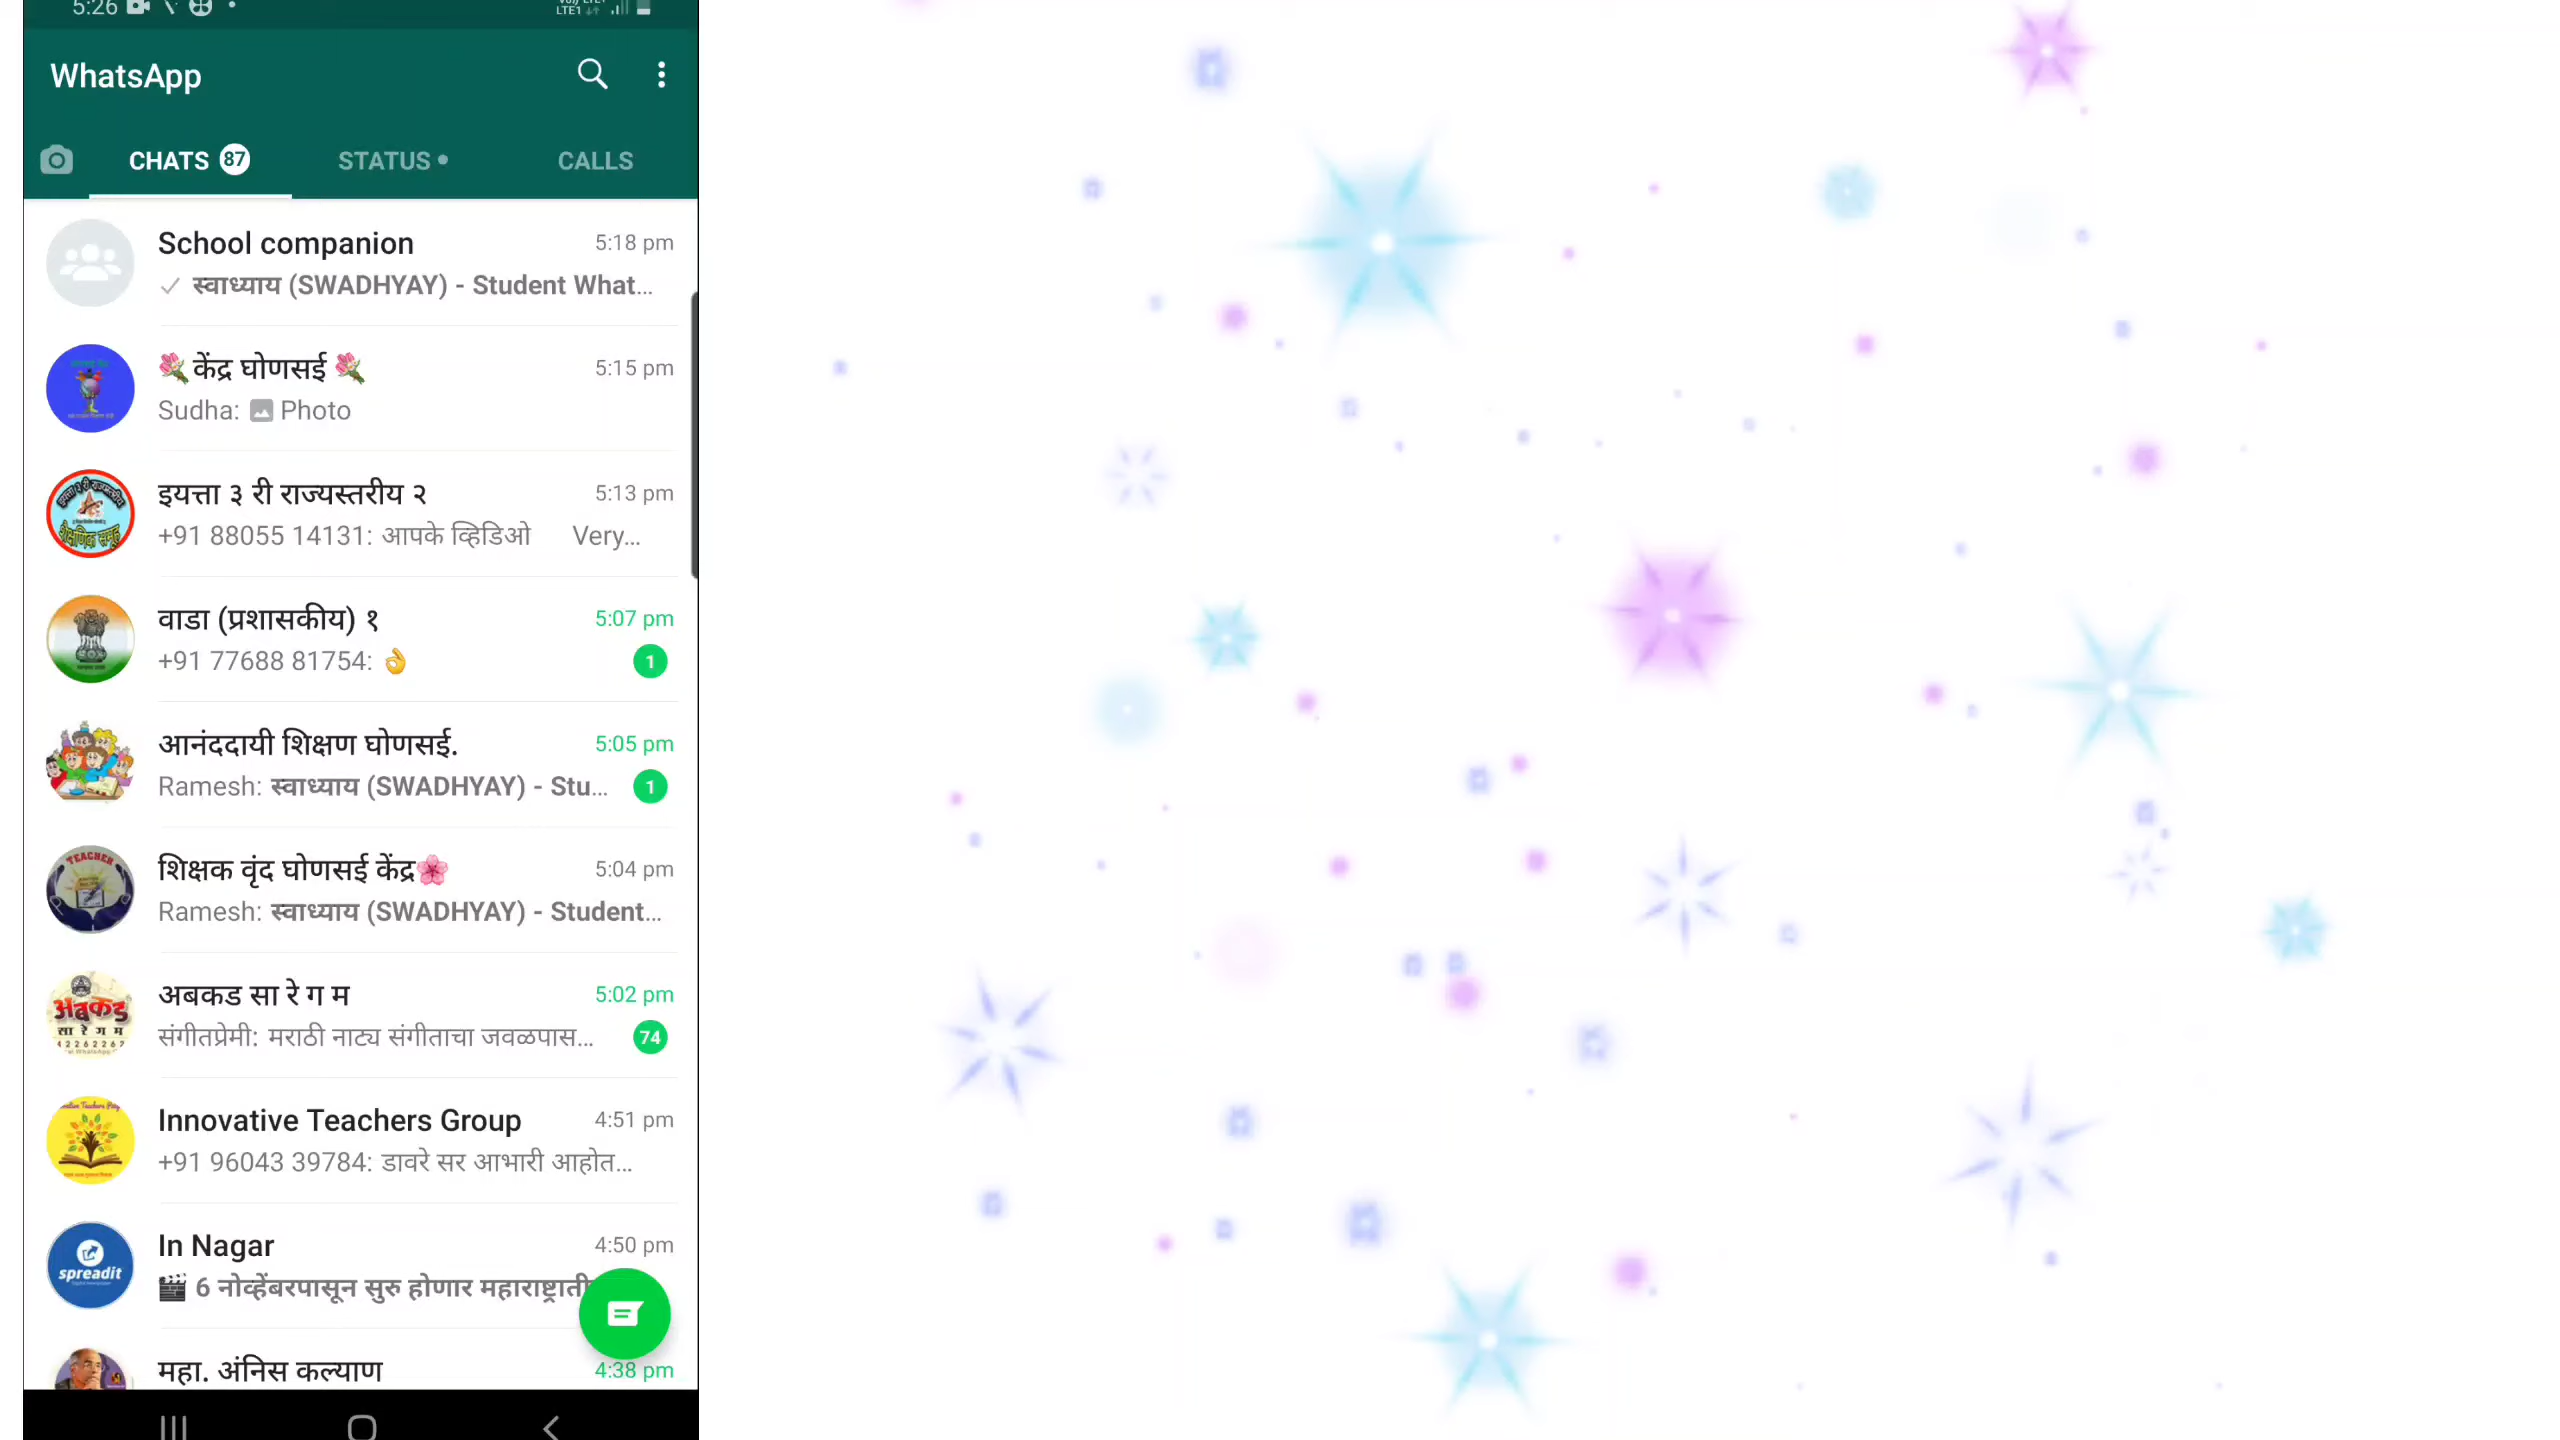 5:26
LTE1
WhatsApp
CHATS 87
STATUS
CALLS
School companion 5:18 pm
स्वाध्याय (SWADHYAY) - Student What...
केंद्र घोणसई 5:15 pm
Sudha: Photo
इयत्ता ३ री राज्यस्तरीय २ 5:13 pm
+91 88055 14131: आपके व्हिडिओ Very...
वाडा (प्रशासकीय) १ 5:07 pm
+91 77688 81754: 👌 1
आनंददायी शिक्षण घोणसई. 5:05 pm
Ramesh: स्वाध्याय (SWADHYAY) - Stu... 1
TEACHER
शिक्षक वृंद घोणसई केंद्र🌸 5:04 pm
Ramesh: स्वाध्याय (SWADHYAY) - Student...
अबकड
सा रे ग म
अबकड सा रे ग म 5:02 pm
संगीतप्रेमी: मराठी नाट्य संगीताचा जवळपास... 74
Innovative Teachers Group 4:51 pm
+91 96043 39784: डावरे सर आभारी आहोत...
spreadit
In Nagar 4:50 pm
🎬 6 नोव्हेंबरपासून सुरु होणार महाराष्ट्राती
महा. अंनिस कल्याण 4:38 pm